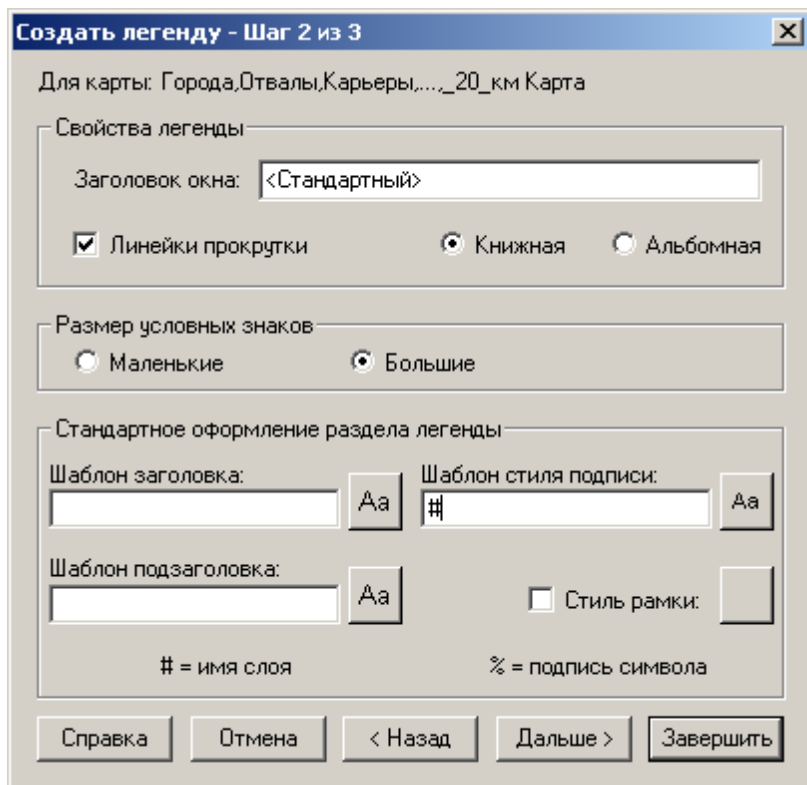 Создать легенду - Шаг 2 из 3
Для карты: Города,Отвалы,Карьеры,...,_20_км Карта
Свойства легенды
Заголовок окна: <Стандартный>
Линейки прокрутки Книжная Альбомная
Размер условных знаков
Маленькие Большие
Стандартное оформление раздела легенды
Шаблон заголовка: Шаблон стиля подписи:
Aa # Aa
Шаблон подзаголовка:
Aa Стиль рамки:
# = имя слоя % = подпись символа
Справка Отмена < Назад Дальше > Завершить